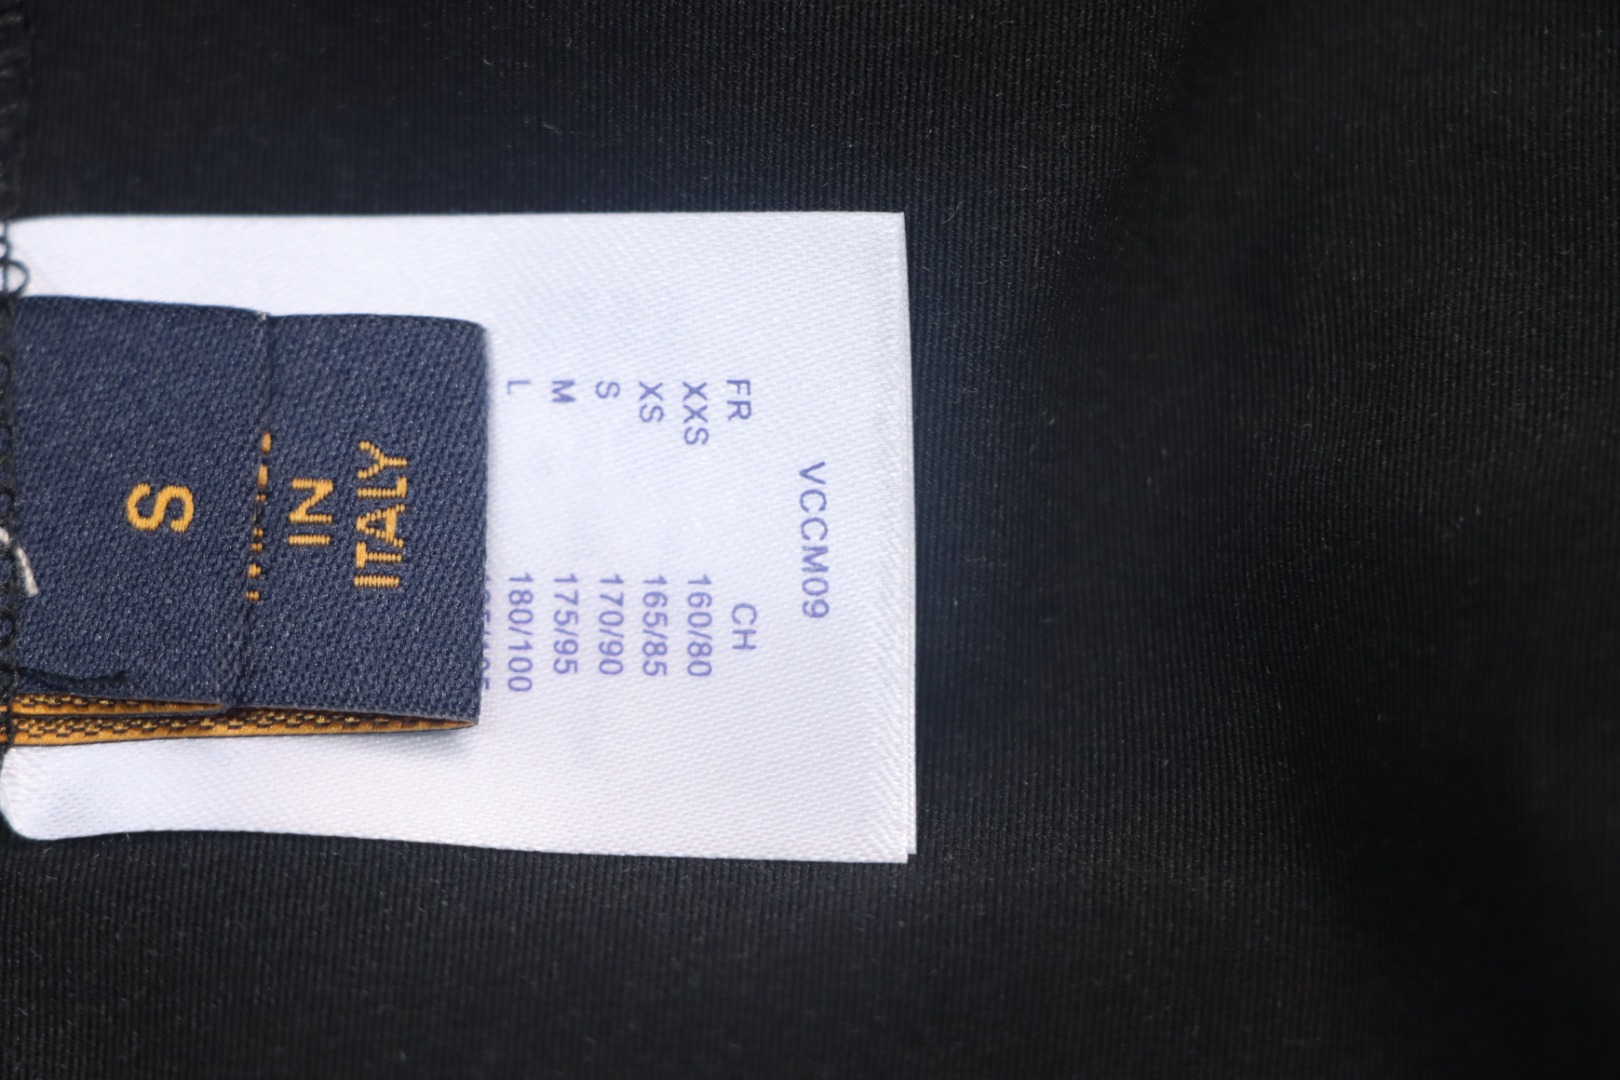 VCCM09
FR CH
XXS 160/80
XS 165/85
S 170/90
M 175/95
L 180/100
IN
ITALY
S